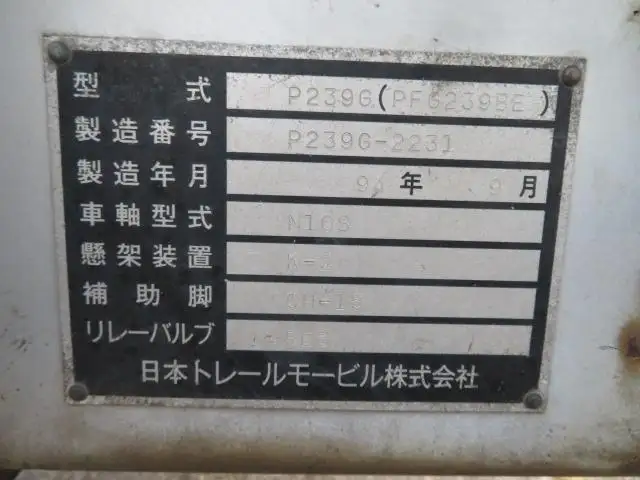 型式 P239G(PFG239BE)
製造番号 P239G-2231
製造年月 年 9月
車軸型式
懸架装置
補助脚
リレーバルブ
日本トレールモービル株式会社